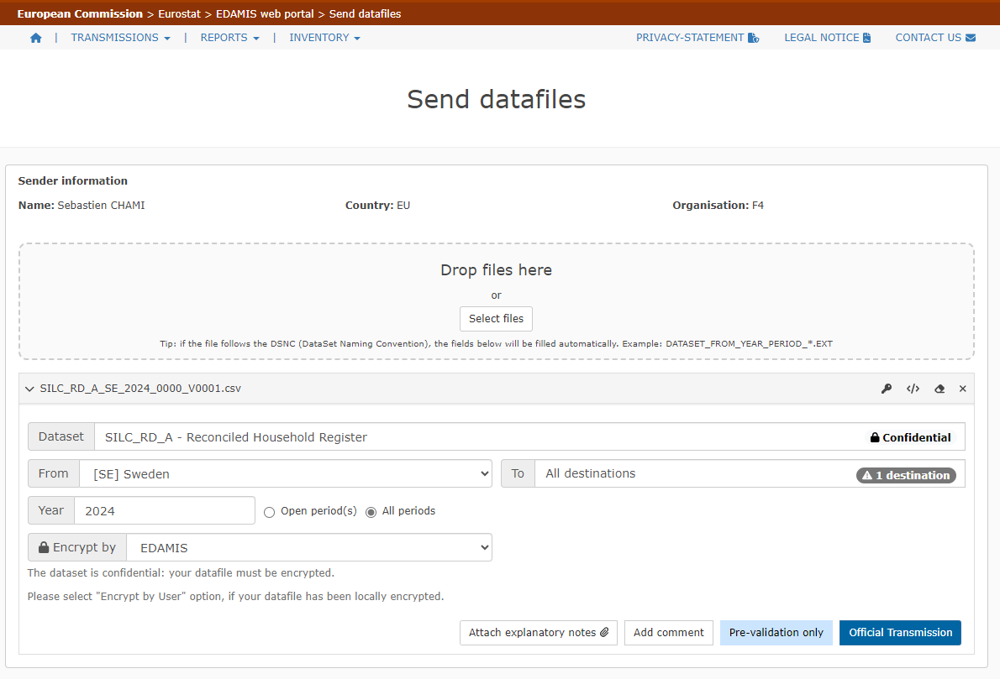 European Commission > Eurostat > EDAMIS web portal > Send datafiles
| TRANSMISSIONS | REPORTS | INVENTORY PRIVACY-STATEMENT LEGAL NOTICE CONTACT US
Send datafiles
Sender information
Name: Sebastien CHAMI Country: EU Organisation: F4
Drop files here
or
Select files
Tip: if the file follows the DSNC (DataSet Naming Convention), the fields below will be filled automatically. Example: DATASET_FROM_YEAR_PERIOD_*.EXT
SILC_RD_A_SE_2024_0000_V0001.csv
Dataset SILC_RD_A - Reconciled Household Register Confidential
From [SE] Sweden To All destinations 1 destination
Year 2024 Open period(s) All periods
Encrypt by EDAMIS
The dataset is confidential: your datafile must be encrypted.
Please select "Encrypt by User" option, if your datafile has been locally encrypted.
Attach explanatory notes Add comment Pre-validation only Official Transmission